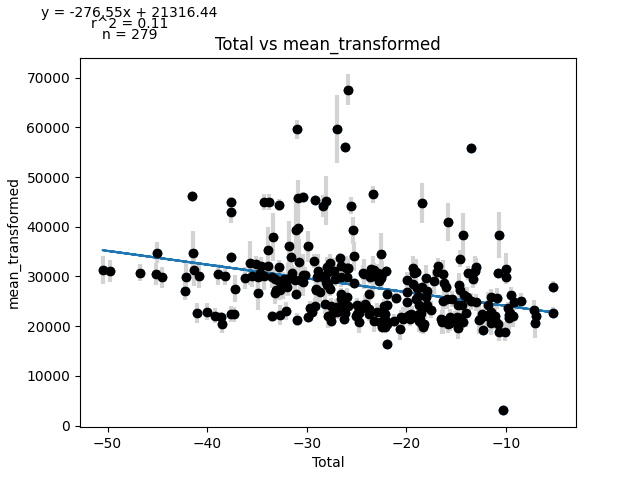 y = -276.55x + 21316.44
r^2 = 0.11
n = 279
Total vs mean_transformed
70000
60000
50000
40000
30000
20000
10000
0
mean_transformed
−50
−40
−30
−20
−10
Total